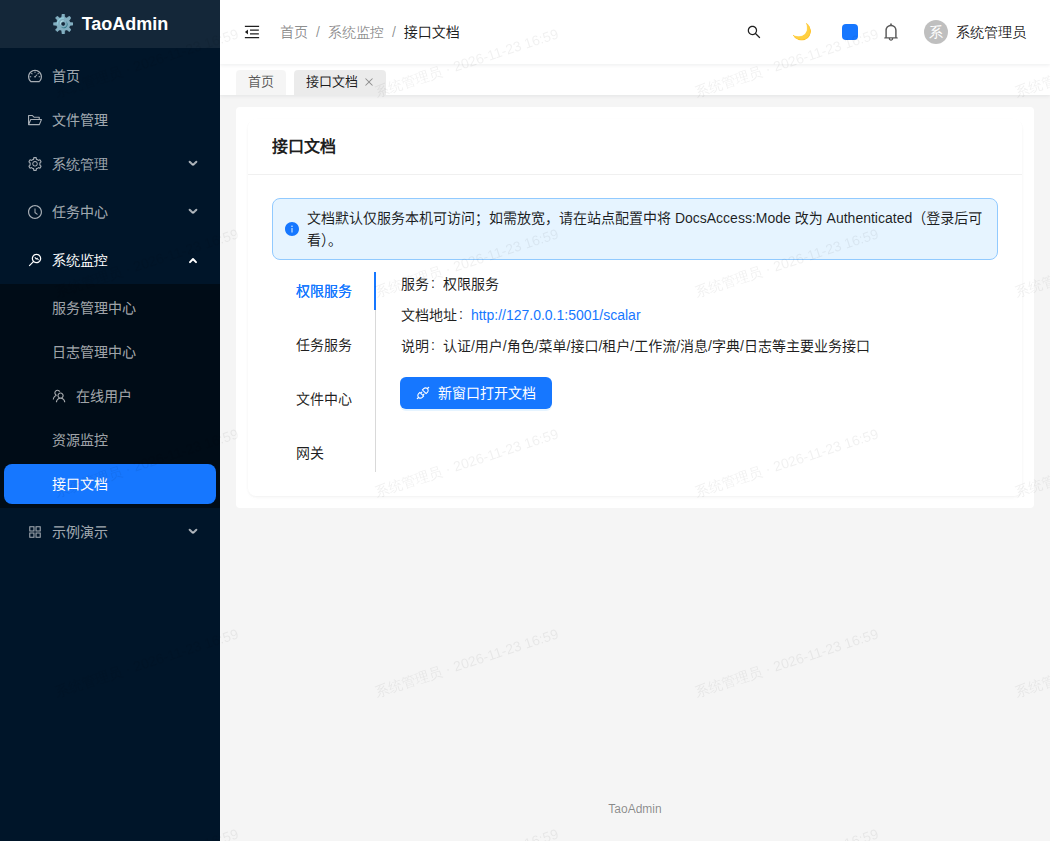 TaoAdmin
首页
文件管理
系统管理
任务中心
系统监控
服务管理中心
日志管理中心
在线用户
资源监控
接口文档
示例演示
首页 / 系统监控 / 接口文档
系 系统管理员
首页 接口文档
接口文档
文档默认仅服务本机可访问；如需放宽，请在站点配置中将 DocsAccess:Mode 改为 Authenticated（登录后可
看）。
权限服务
任务服务
文件中心
网关
服务：权限服务
文档地址：http://127.0.0.1:5001/scalar
说明：认证/用户/角色/菜单/接口/租户/工作流/消息/字典/日志等主要业务接口
新窗口打开文档
系统管理员 2026-11-23 16:59
TaoAdmin